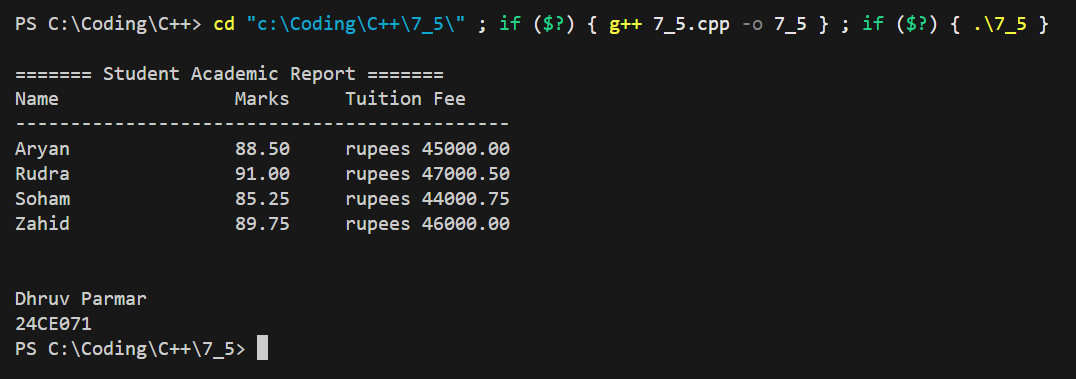 PS C:\Coding\C++> cd "c:\Coding\C++\7_5\" ; if ($?) { g++ 7_5.cpp -o 7_5 } ; if ($?) { .\7_5 }
======= Student Academic Report =======
Name                Marks     Tuition Fee
---------------------------------------------
Aryan               88.50     rupees 45000.00
Rudra               91.00     rupees 47000.50
Soham               85.25     rupees 44000.75
Zahid               89.75     rupees 46000.00
Dhruv Parmar
24CE071
PS C:\Coding\C++\7_5>